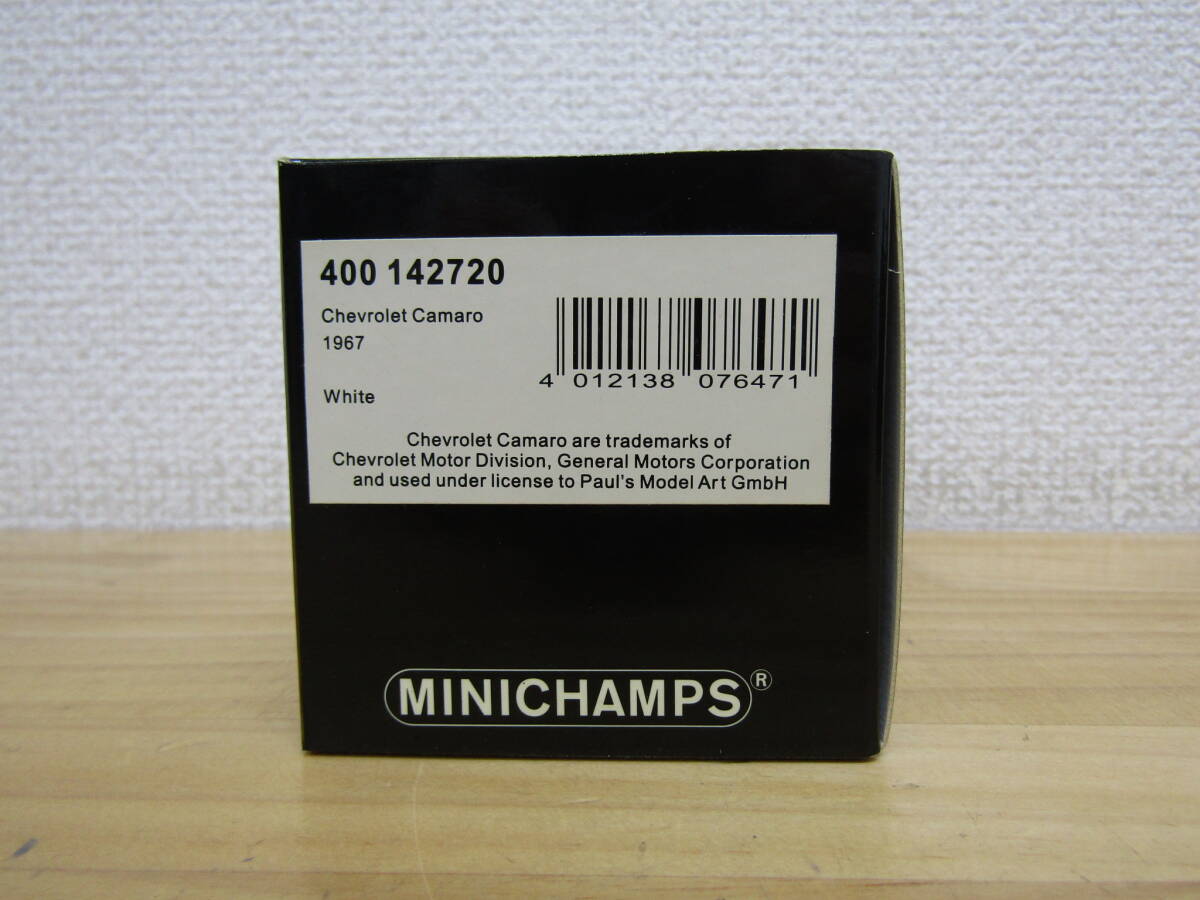 400 142720
Chevrolet Camaro
1967
White
4 012138 076471
Chevrolet Camaro are trademarks of
Chevrolet Motor Division, General Motors Corporation
and used under license to Paul's Model Art GmbH
MINICHAMPS®